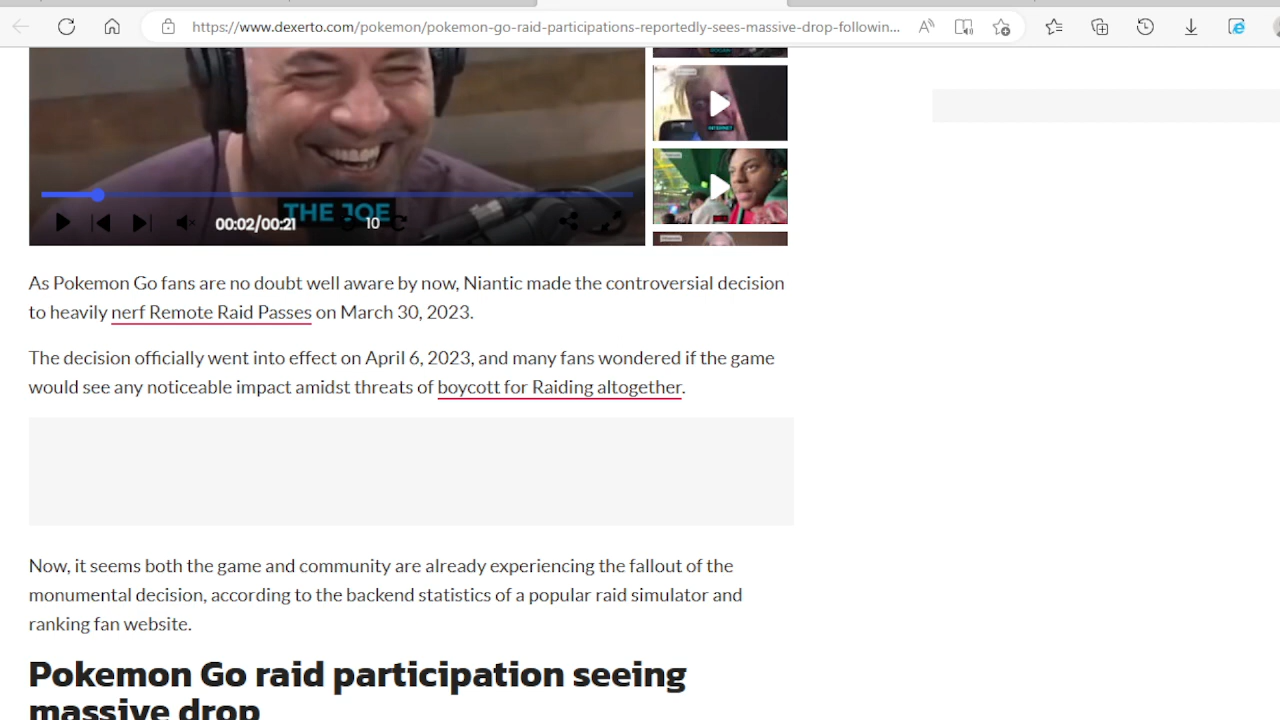 https://www.dexerto.com/pokemon/pokemon-go-raid-participations-reportedly-sees-massive-drop-followin...
INTERNET
THE JOE
00:02/00:21
10
As Pokemon Go fans are no doubt well aware by now, Niantic made the controversial decision
to heavily nerf Remote Raid Passes on March 30, 2023.
The decision officially went into effect on April 6, 2023, and many fans wondered if the game
would see any noticeable impact amidst threats of boycott for Raiding altogether.
Now, it seems both the game and community are already experiencing the fallout of the
monumental decision, according to the backend statistics of a popular raid simulator and
ranking fan website.
Pokemon Go raid participation seeing
massive drop